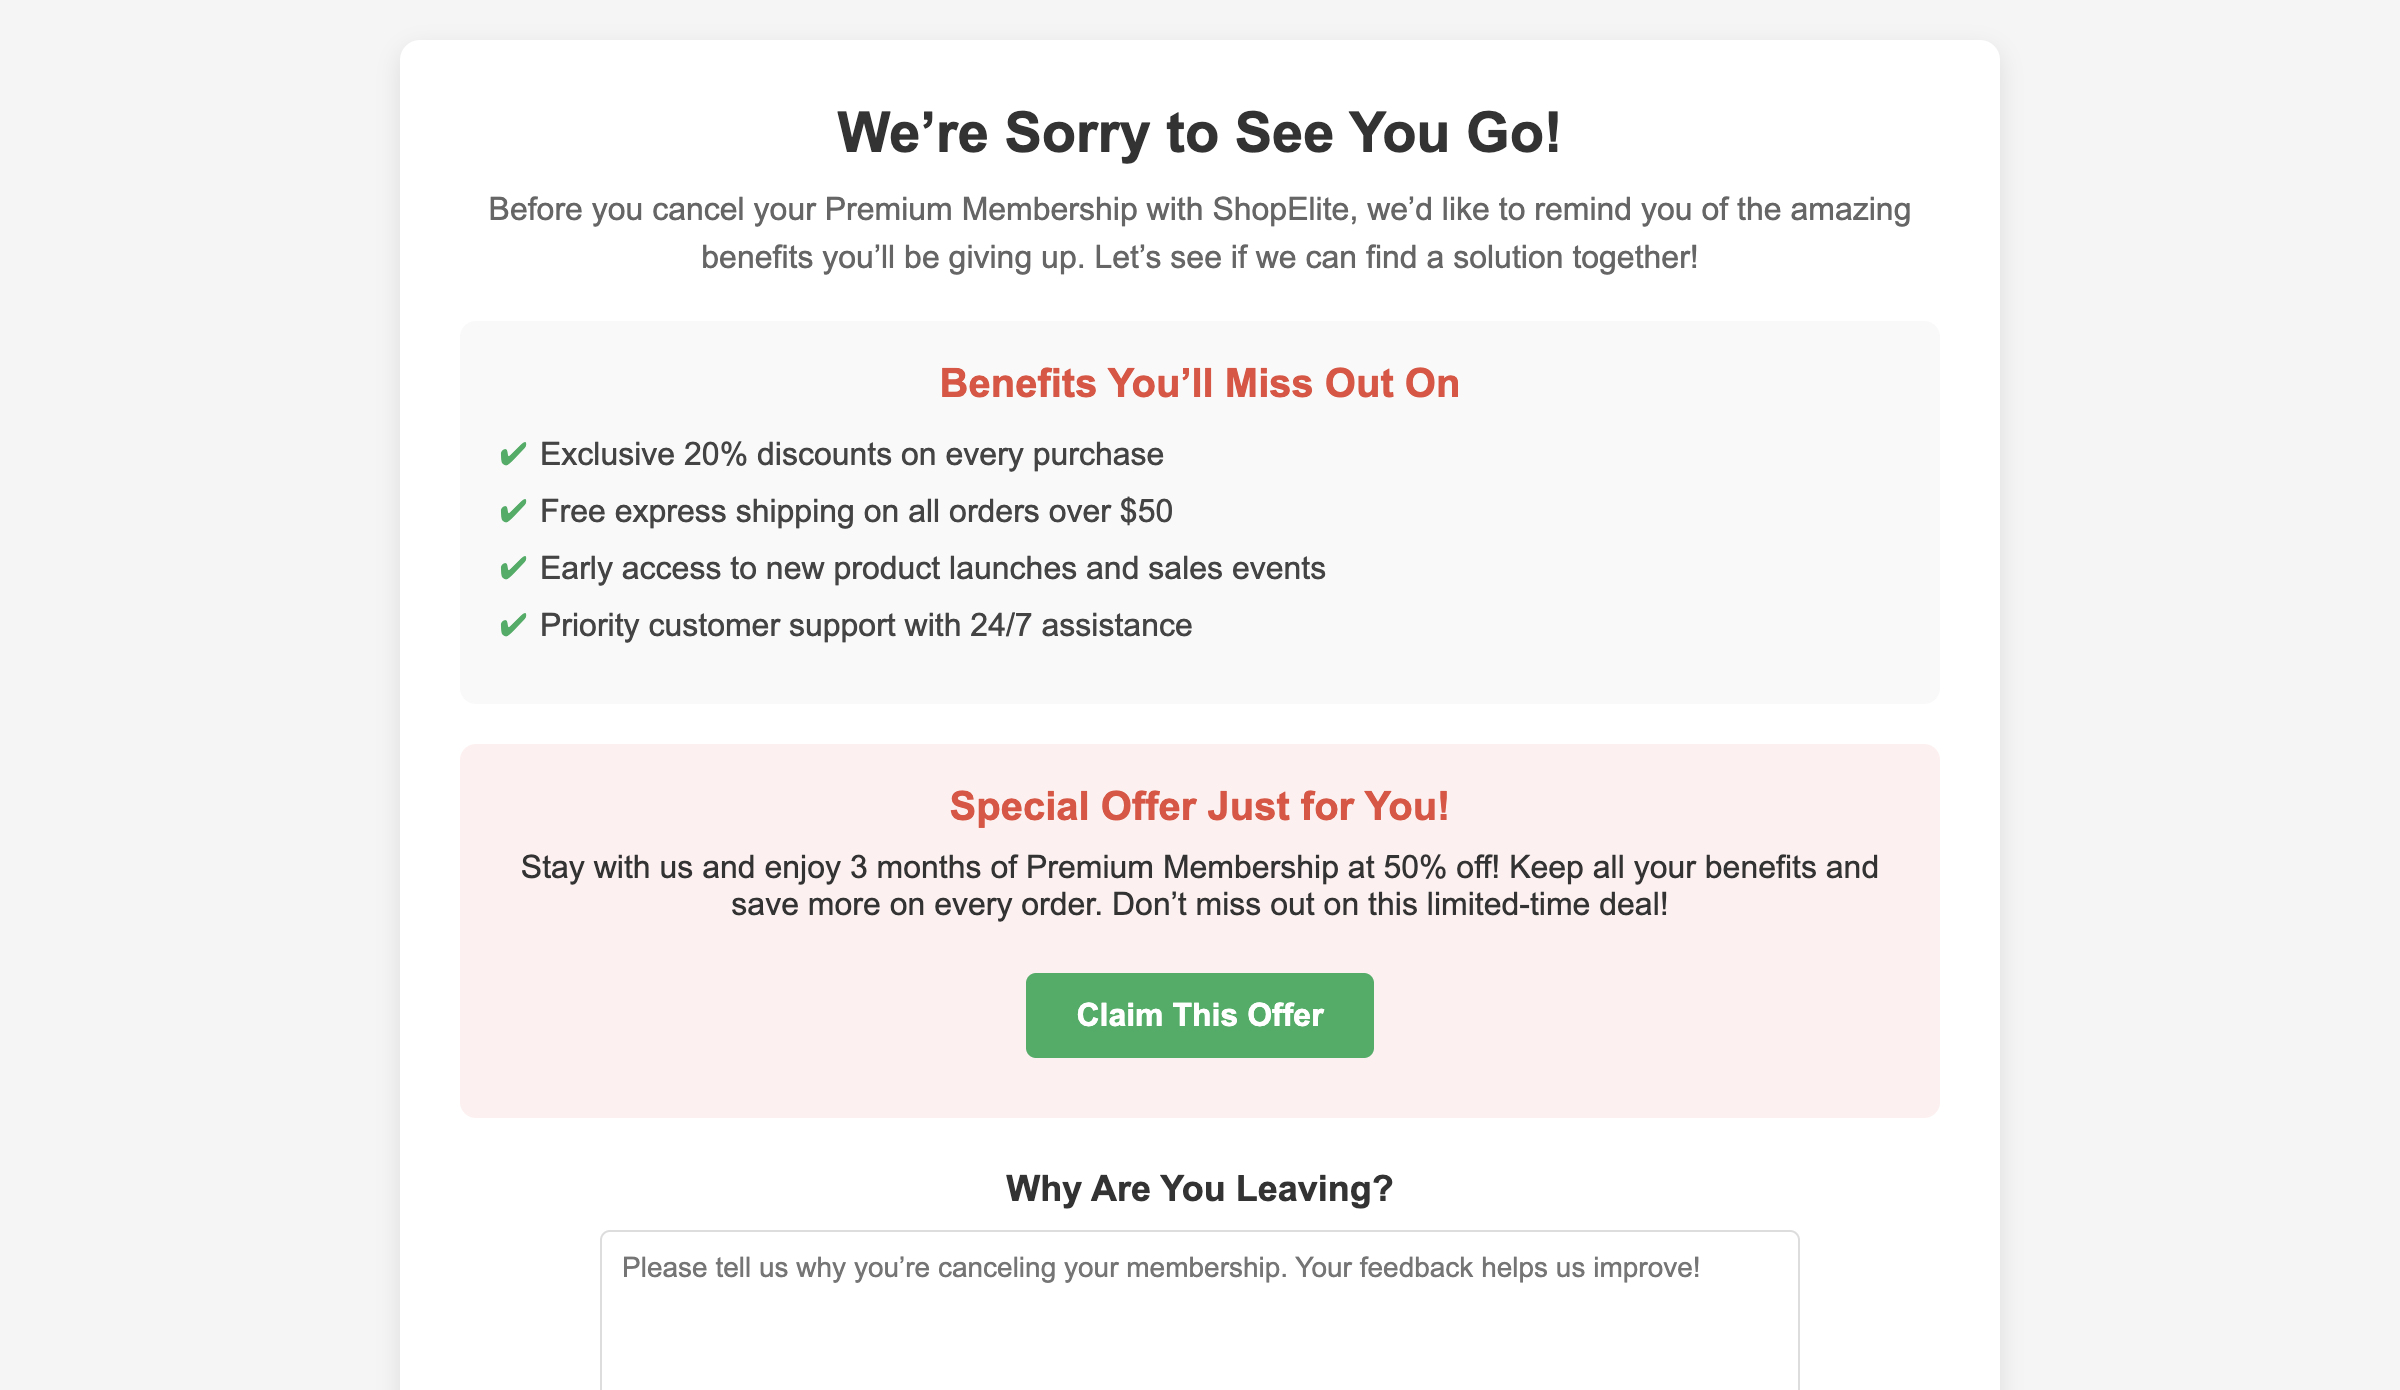 We’re Sorry to See You Go!
Before you cancel your Premium Membership with ShopElite, we’d like to remind you of the amazing
benefits you’ll be giving up. Let’s see if we can find a solution together!
Benefits You’ll Miss Out On
✔ Exclusive 20% discounts on every purchase
✔ Free express shipping on all orders over $50
✔ Early access to new product launches and sales events
✔ Priority customer support with 24/7 assistance
Special Offer Just for You!
Stay with us and enjoy 3 months of Premium Membership at 50% off! Keep all your benefits and
save more on every order. Don’t miss out on this limited-time deal!
Claim This Offer
Why Are You Leaving?
Please tell us why you’re canceling your membership. Your feedback helps us improve!